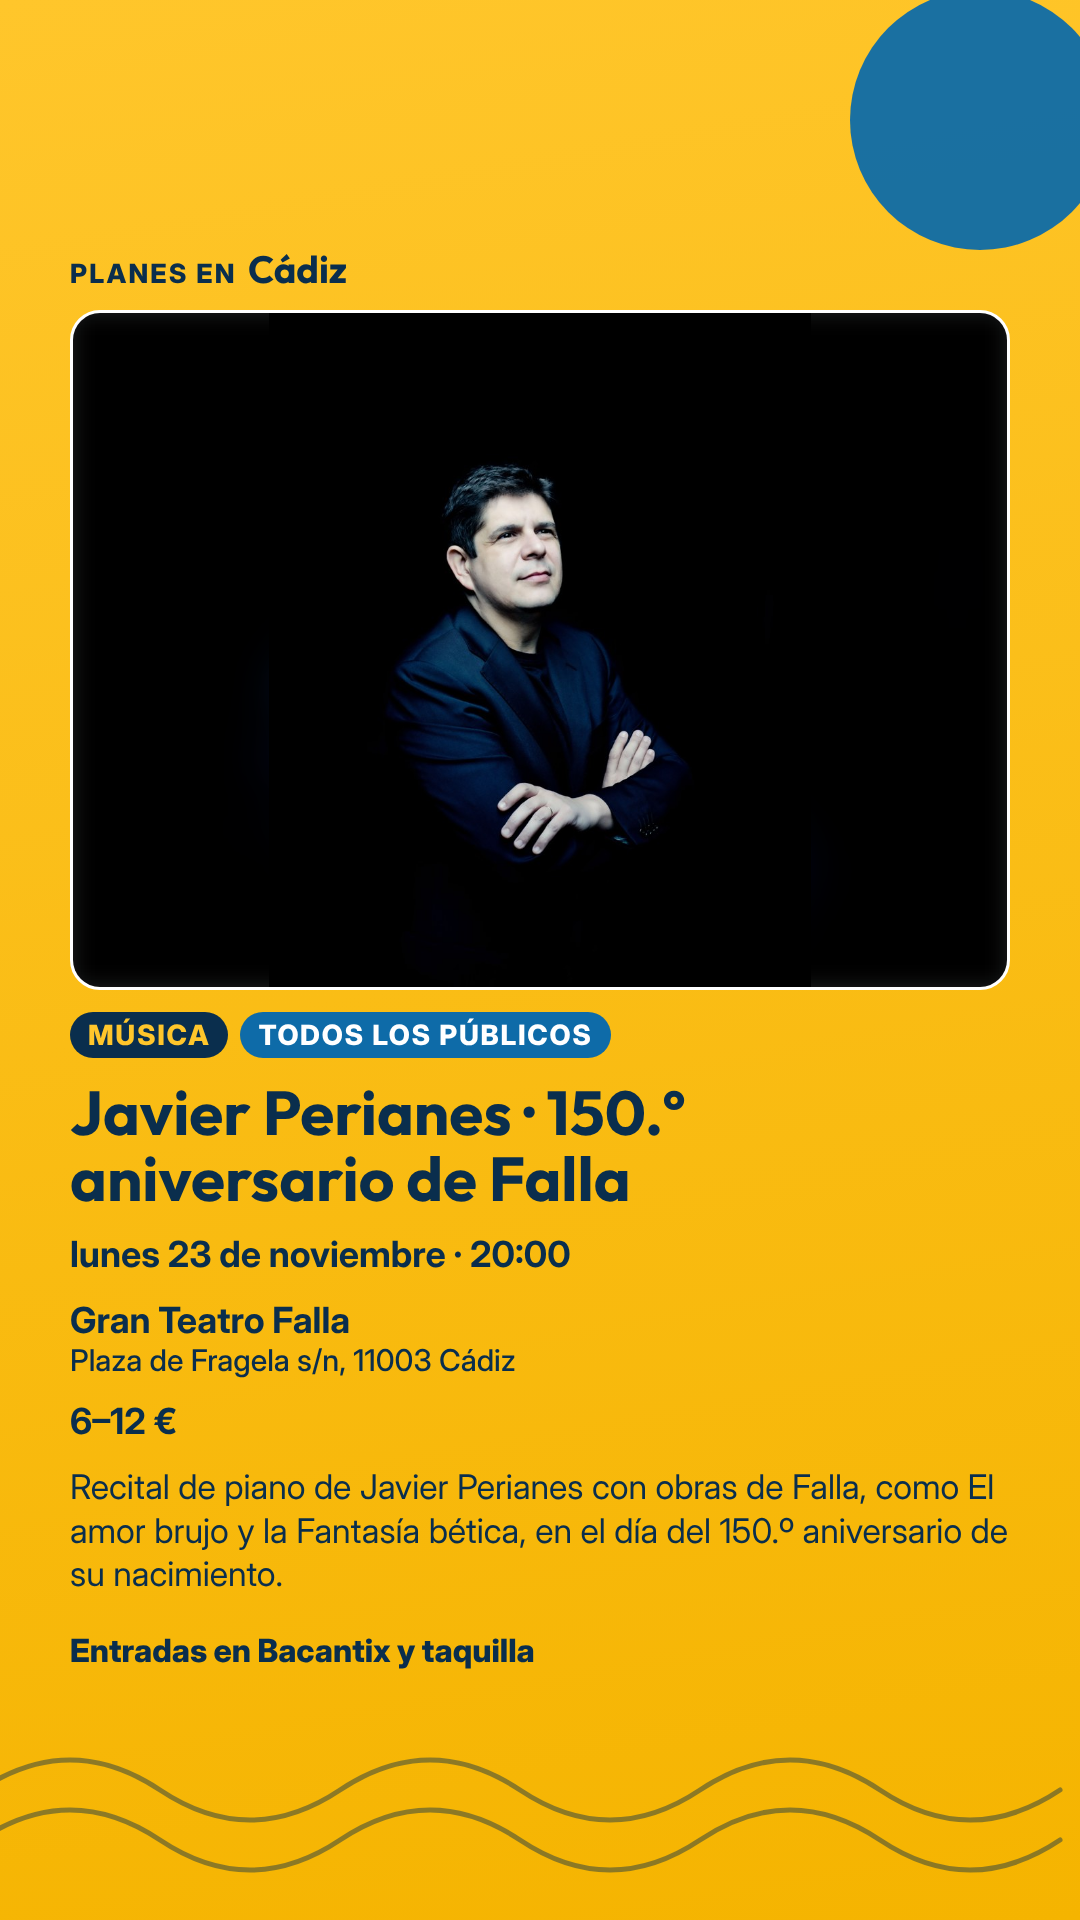 PLANES EN Cádiz
MÚSICA TODOS LOS PÚBLICOS
Javier Perianes · 150.º
aniversario de Falla
lunes 23 de noviembre · 20:00
Gran Teatro Falla
Plaza de Fragela s/n, 11003 Cádiz
6–12 €
Recital de piano de Javier Perianes con obras de Falla, como El
amor brujo y la Fantasía bética, en el día del 150.º aniversario de
su nacimiento.
Entradas en Bacantix y taquilla